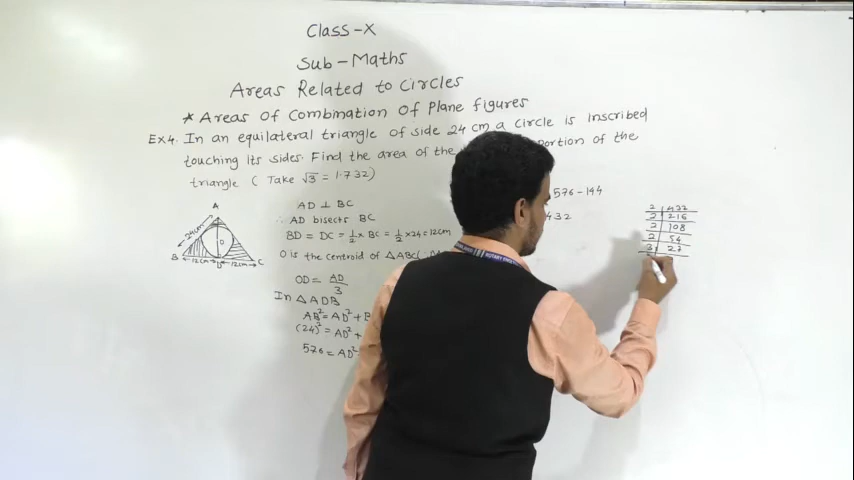 Class-X
Sub-Maths
Areas Related to Circles
* Areas of Combination Of Plane figures
Ex4. In an equilateral triangle of side 24 cm a circle is inscribed
touching its sides. Find the area of the portion of the
triangle ( Take √3 = 1.732)
A
24cm
O
B 12cm D 12cm C
AD ⊥ BC
∴ AD bisects BC
BD = DC = 1/2 × BC = 1/2 × 24 = 12cm
O is the centroid of △ABC (
OD = AD/3
In △ADB
AB² = AD² +
(24)² = AD² +
576 = AD²
576 - 144
432
2 432
2 216
2 108
2 54
3 27